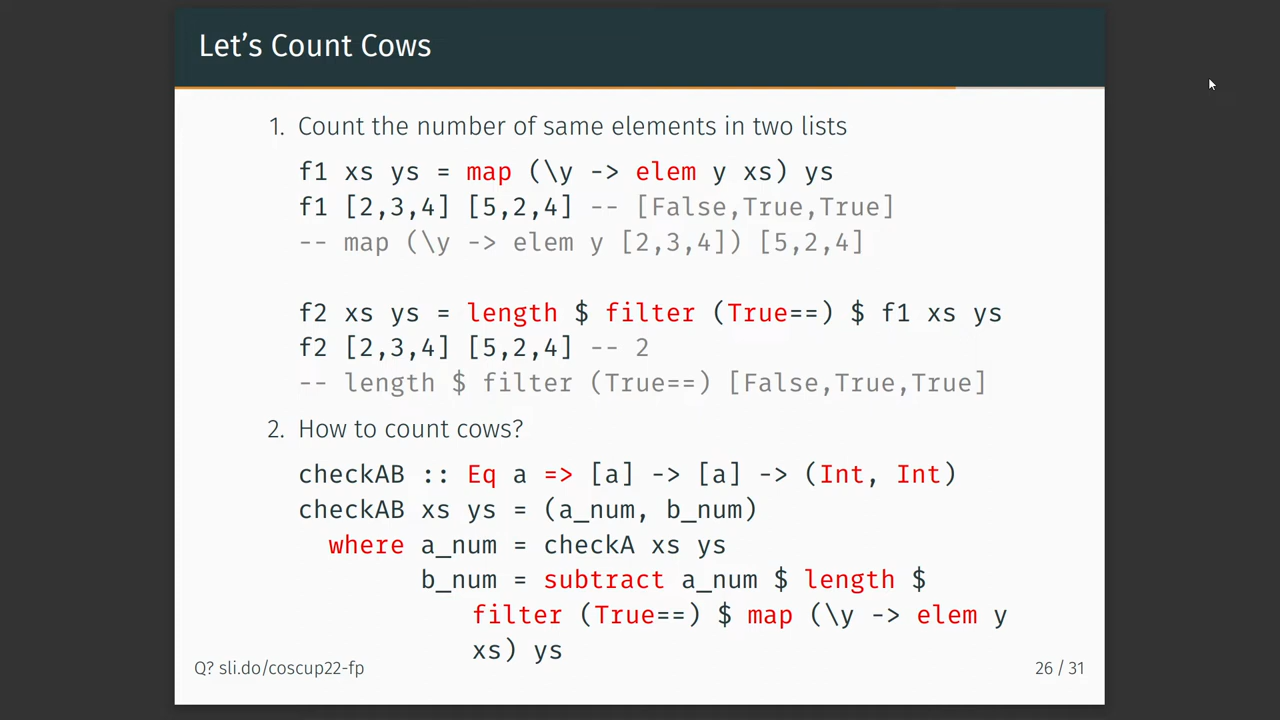 Let's Count Cows
1. Count the number of same elements in two lists
f1 xs ys = map (\y -> elem y xs) ys
f1 [2,3,4] [5,2,4] -- [False,True,True]
-- map (\y -> elem y [2,3,4]) [5,2,4]
f2 xs ys = length $ filter (True==) $ f1 xs ys
f2 [2,3,4] [5,2,4] -- 2
-- length $ filter (True==) [False,True,True]
2. How to count cows?
checkAB :: Eq a => [a] -> [a] -> (Int, Int)
checkAB xs ys = (a_num, b_num)
where a_num = checkA xs ys
b_num = subtract a_num $ length $
filter (True==) $ map (\y -> elem y
xs) ys
Q? sli.do/coscup22-fp
26 / 31